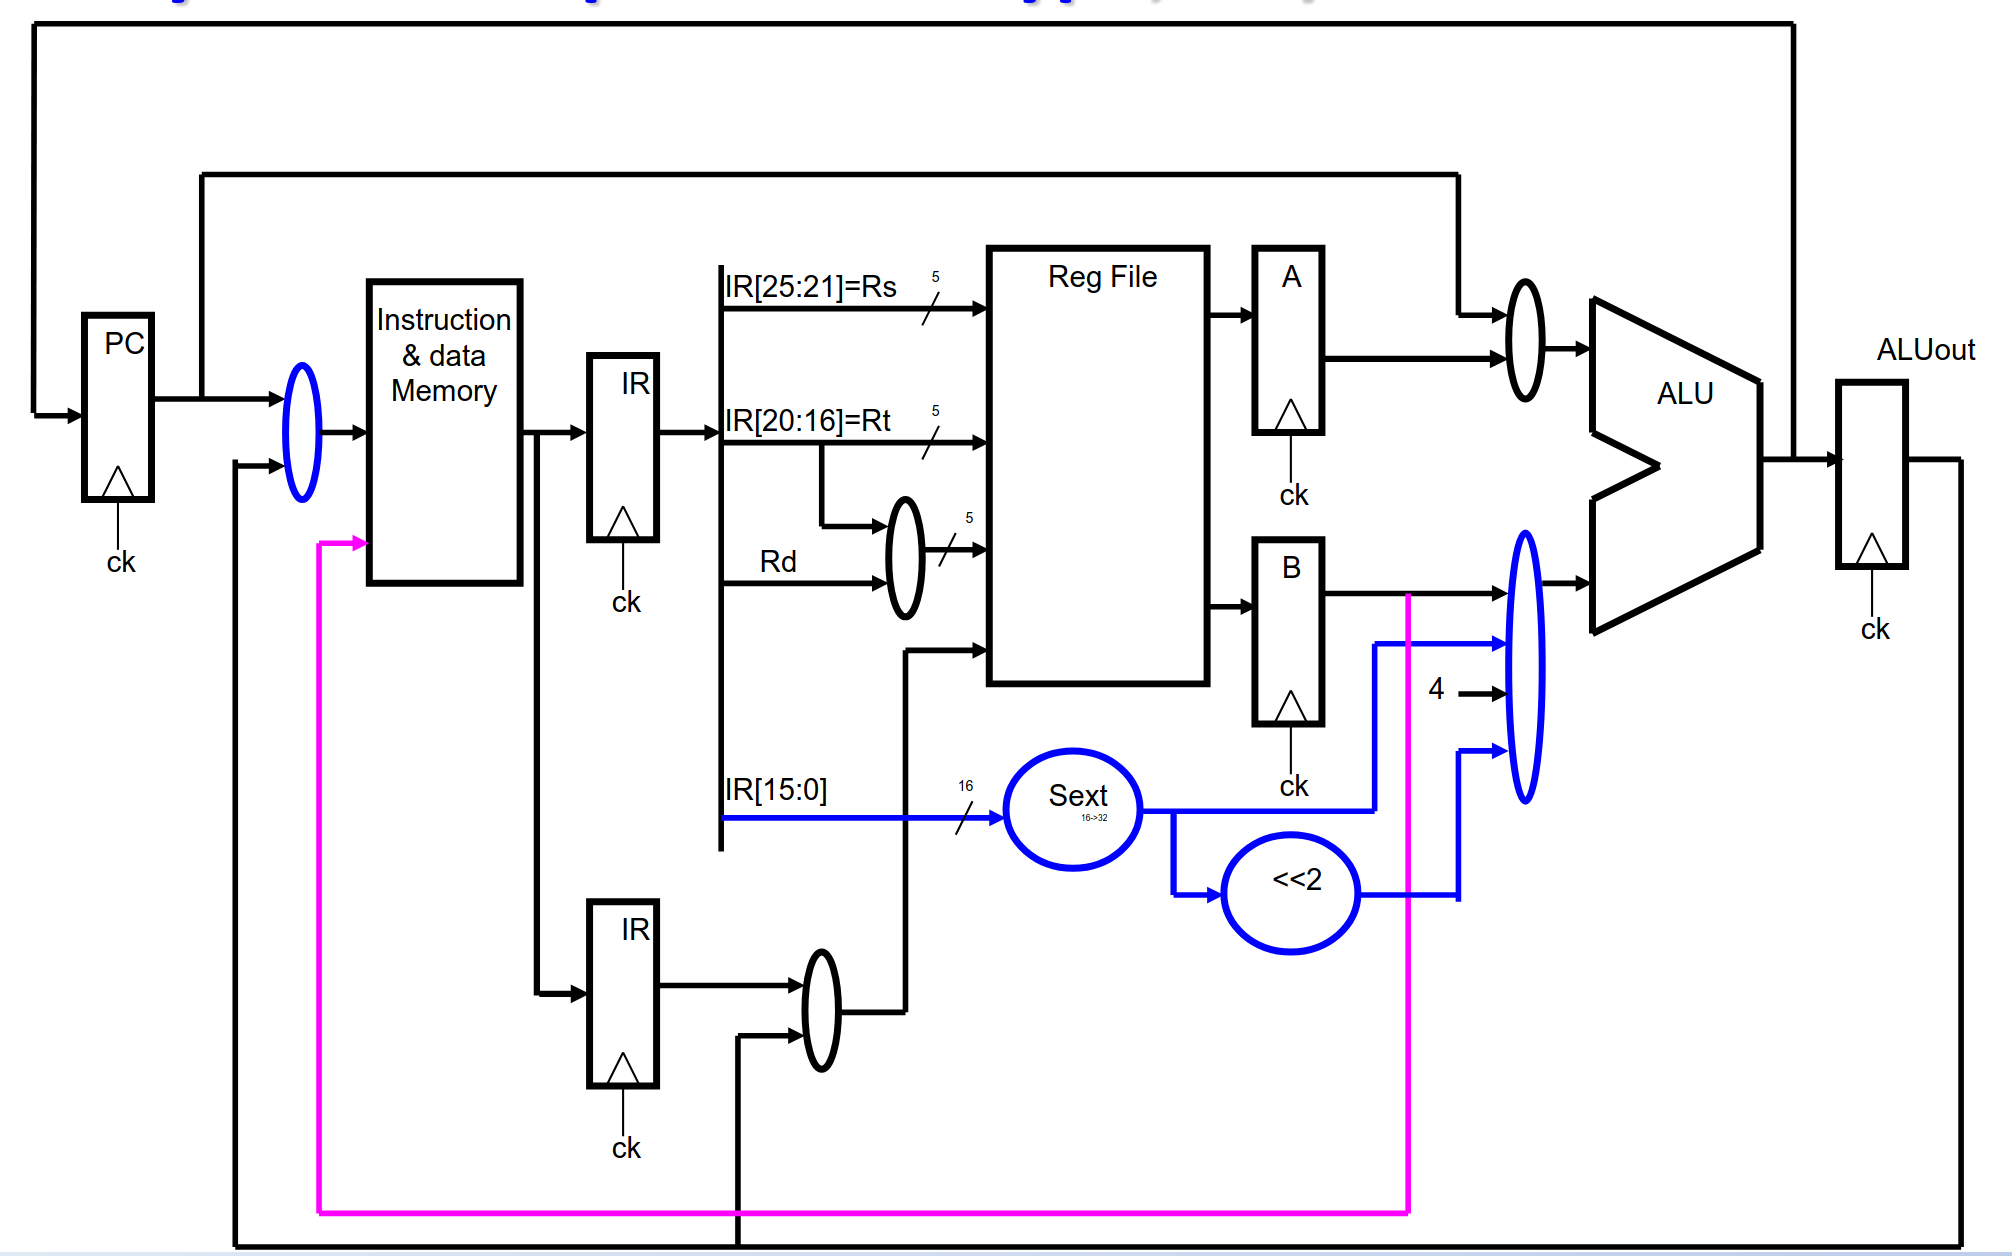 PC
ck
Instruction
& data
Memory
IR
ck
IR[25:21]=Rs
5
IR[20:16]=Rt
5
Rd
5
IR[15:0]
16
Reg File
A
ck
B
ck
Sext
16->32
<<2
4
ALU
ALUout
ck
IR
ck